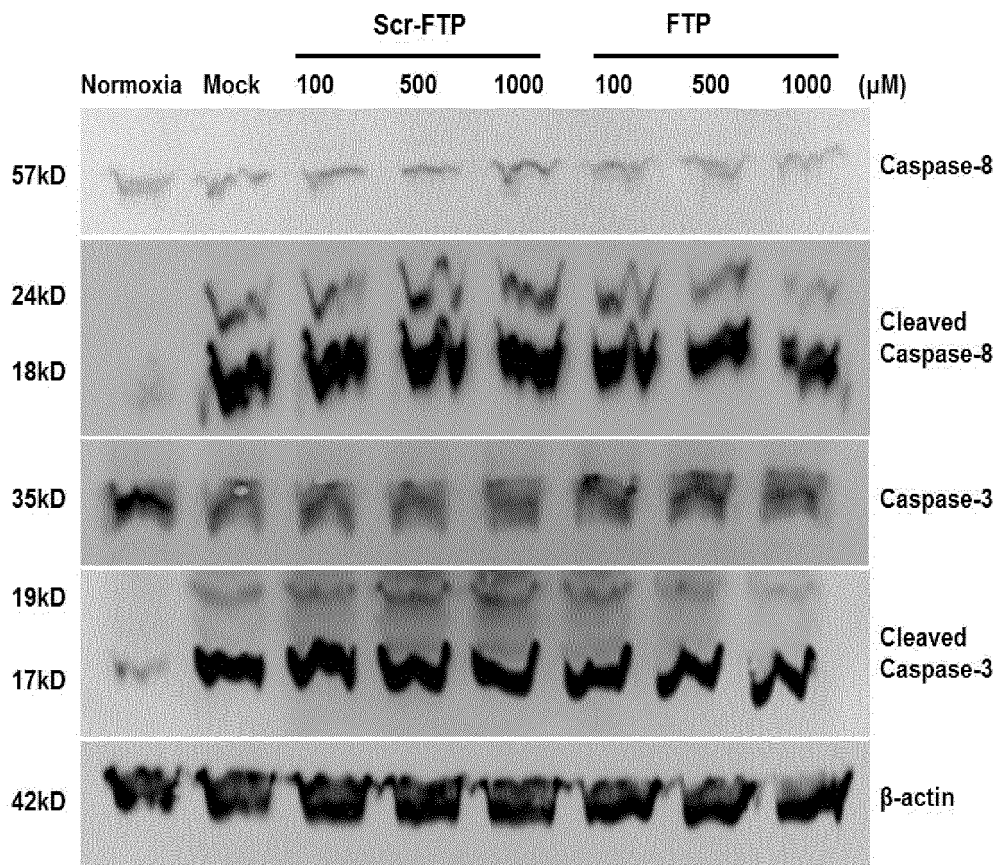 Scr-FTP FTP
Normoxia Mock 100 500 1000 100 500 1000 (µM)
57kD Caspase-8
24kD
Cleaved
Caspase-8
18kD
35kD Caspase-3
19kD
Cleaved
Caspase-3
17kD
42kD β-actin